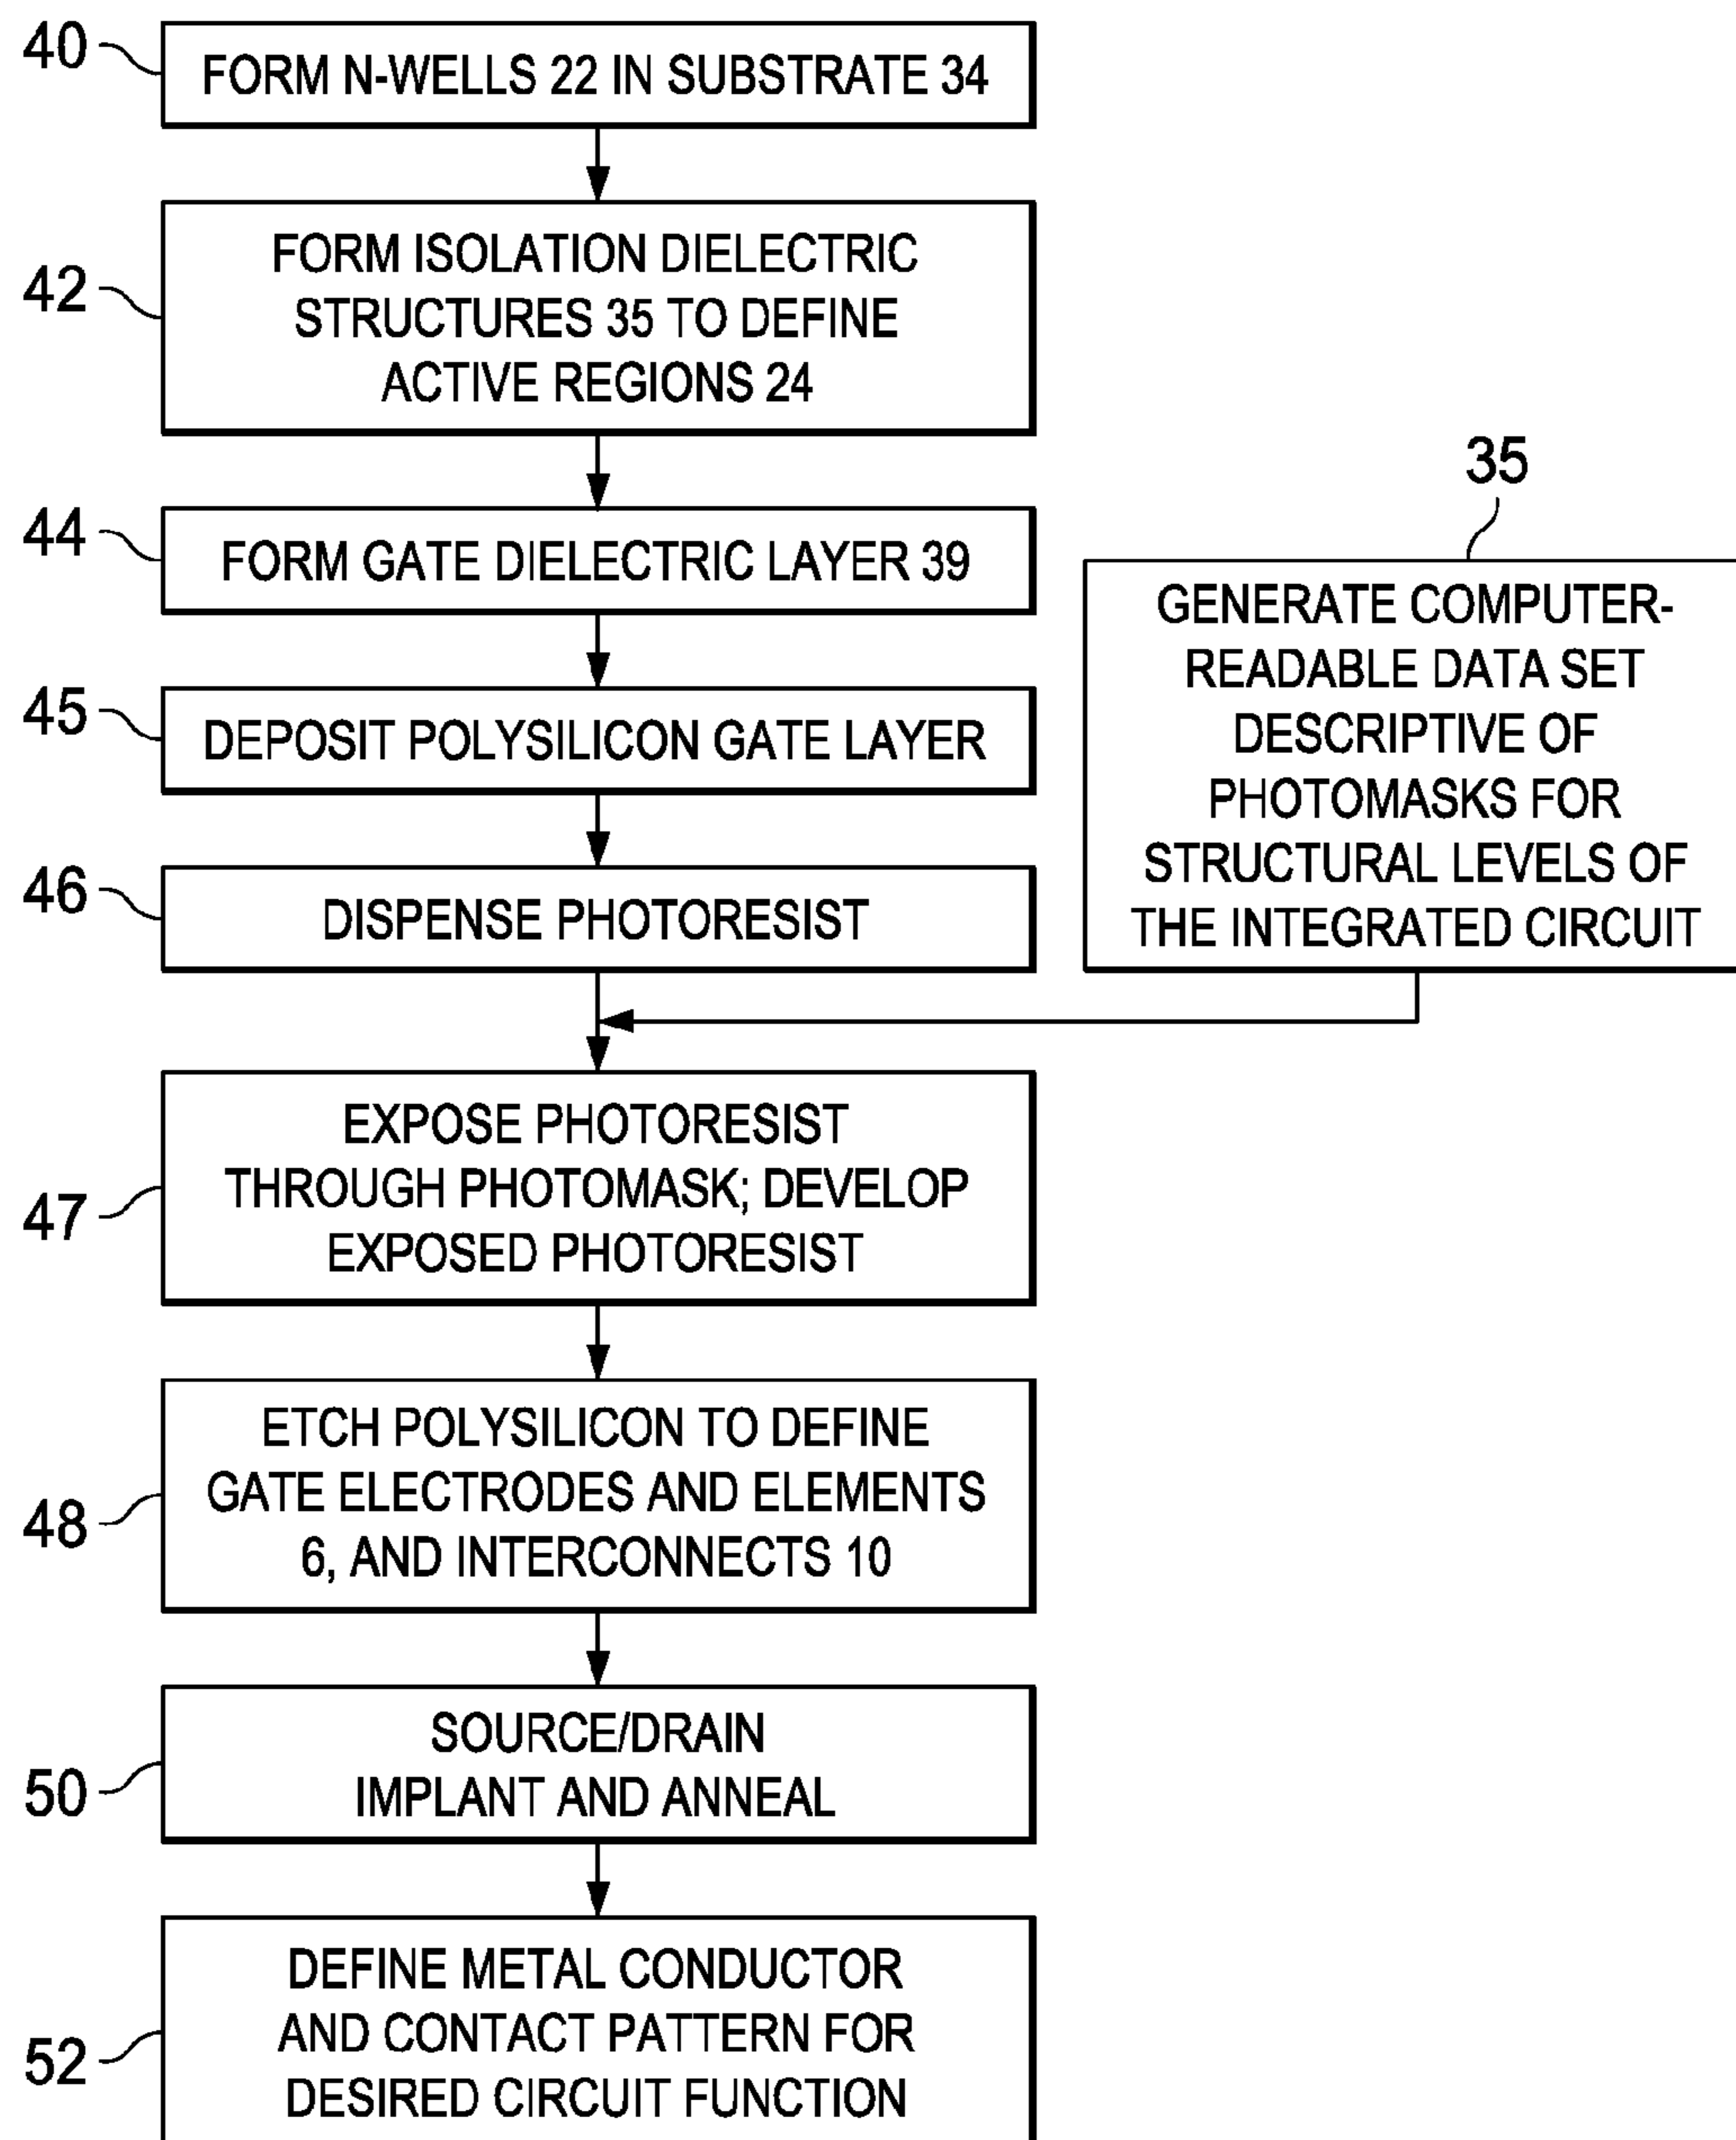 40
FORM N-WELLS 22 IN SUBSTRATE 34
42
FORM ISOLATION DIELECTRIC
STRUCTURES 35 TO DEFINE
ACTIVE REGIONS 24
44
FORM GATE DIELECTRIC LAYER 39
45
DEPOSIT POLYSILICON GATE LAYER
46
DISPENSE PHOTORESIST
35
GENERATE COMPUTER-
READABLE DATA SET
DESCRIPTIVE OF
PHOTOMASKS FOR
STRUCTURAL LEVELS OF
THE INTEGRATED CIRCUIT
47
EXPOSE PHOTORESIST
THROUGH PHOTOMASK; DEVELOP
EXPOSED PHOTORESIST
48
ETCH POLYSILICON TO DEFINE
GATE ELECTRODES AND ELEMENTS
6, AND INTERCONNECTS 10
50
SOURCE/DRAIN
IMPLANT AND ANNEAL
52
DEFINE METAL CONDUCTOR
AND CONTACT PATTERN FOR
DESIRED CIRCUIT FUNCTION